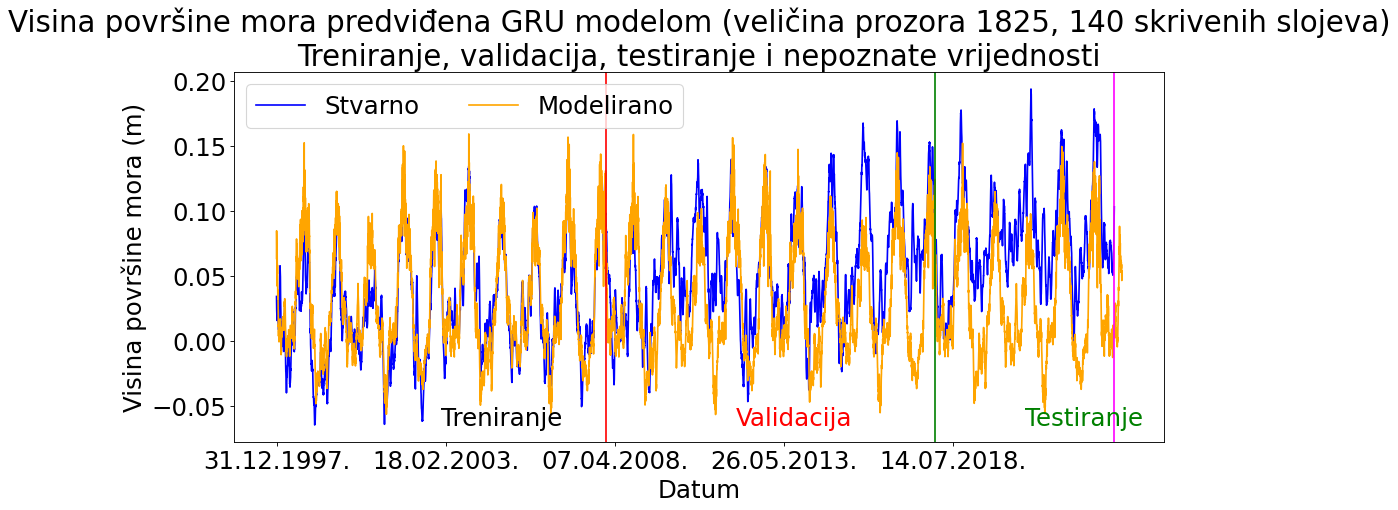 Visina površine mora predviđena GRU modelom (veličina prozora 1825, 140 skrivenih slojeva)
Treniranje, validacija, testiranje i nepoznate vrijednosti
Stvarno Modelirano
Visina površine mora (m)
0.20
0.15
0.10
0.05
0.00
−0.05
Treniranje Validacija Testiranje
31.12.1997. 18.02.2003. 07.04.2008. 26.05.2013. 14.07.2018.
Datum